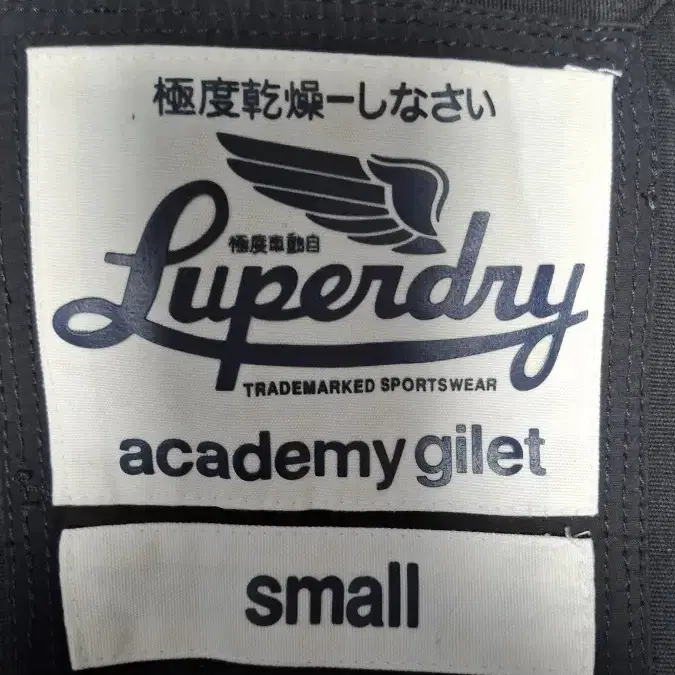 極度乾燥ーしなさい
極度車動自
Superdry
TRADEMARKED SPORTSWEAR
academy gilet
small